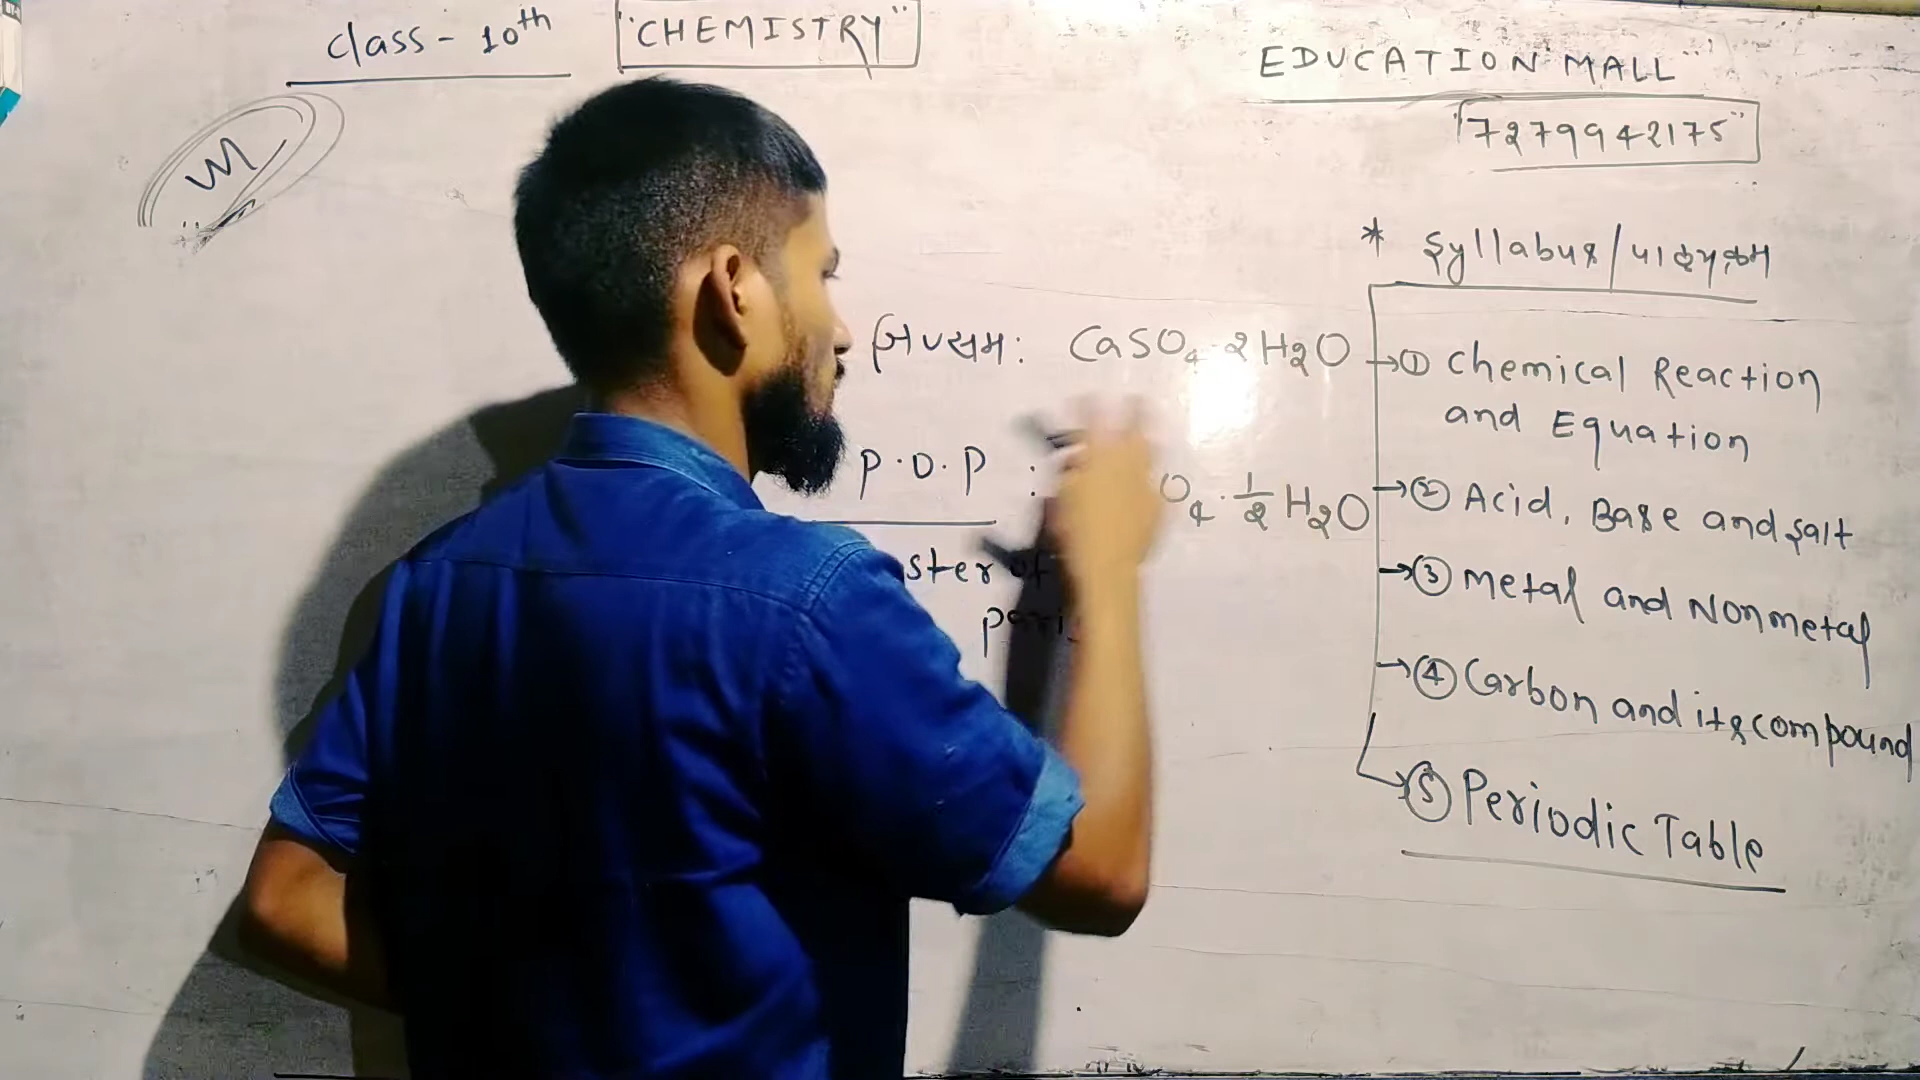 class - 10th "CHEMISTRY"
EDUCATION MALL
"7279942175"
* Syllabus/पाठ्यक्रम
जिप्सम: CaSO4.2H2O
P.O.P : O4.1/2H2O
ster of
paris
→① Chemical Reaction
and Equation
→② Acid, Base and salt
→③ Metal and Nonmetal
→④ Carbon and its compound
→⑤ Periodic Table